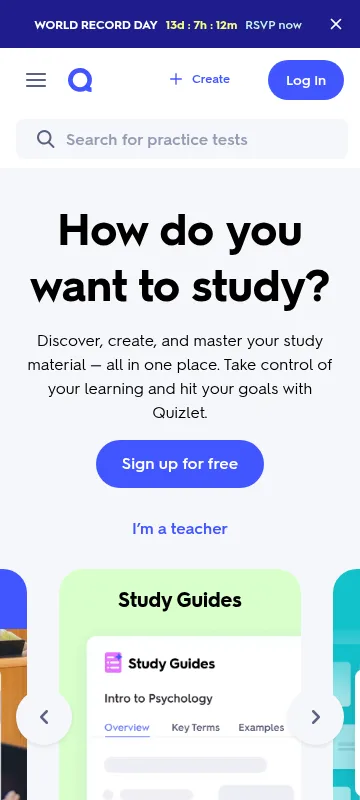 WORLD RECORD DAY 13d : 7h : 12m RSVP now
Create
Log In
Search for practice tests
How do you
want to study?
Discover, create, and master your study
material — all in one place. Take control of
your learning and hit your goals with
Quizlet.
Sign up for free
I'm a teacher
Study Guides
Study Guides
Intro to Psychology
Overview Key Terms Examples